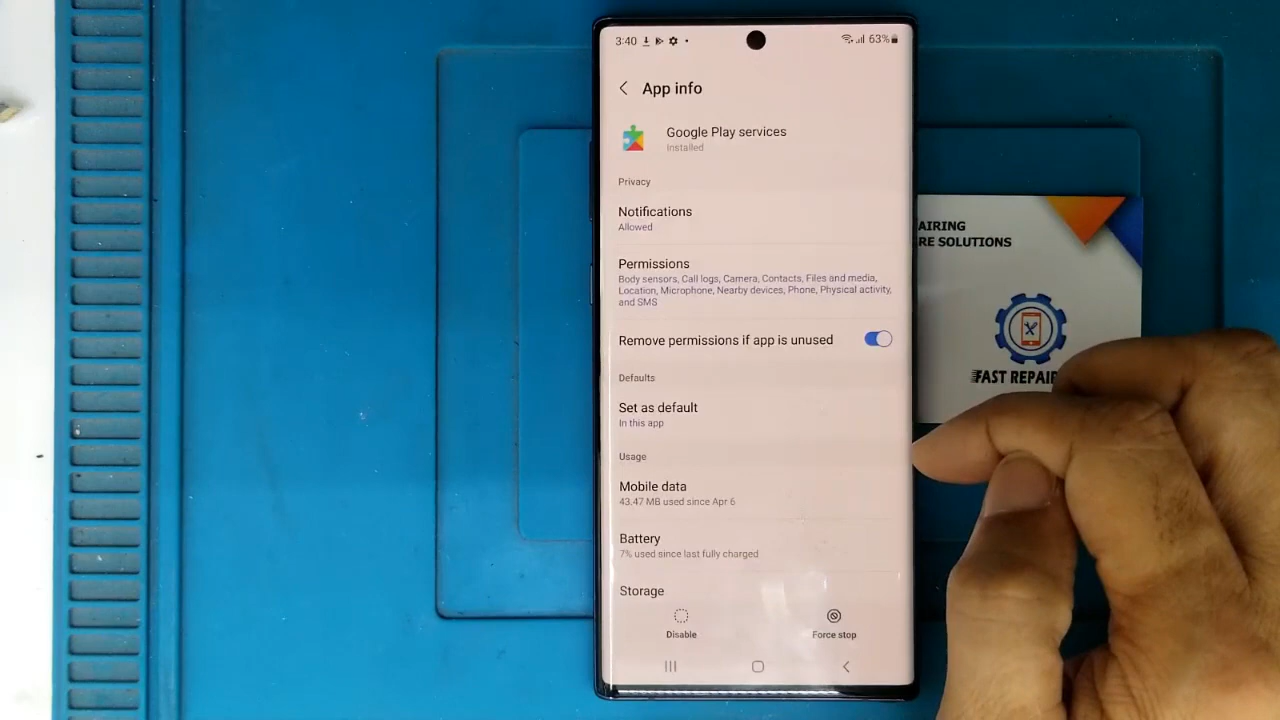 3:40
63%
App info
Google Play services
Installed
Privacy
Notifications
Allowed
Permissions
Body sensors, Call logs, Camera, Contacts, Files and media,
Location, Microphone, Nearby devices, Phone, Physical activity,
and SMS
Remove permissions if app is unused
Defaults
Set as default
In this app
Usage
Mobile data
43.47 MB used since Apr 6
Battery
7% used since last fully charged
Storage
Disable
Force stop
AIRING
RE SOLUTIONS
FAST REPAIR